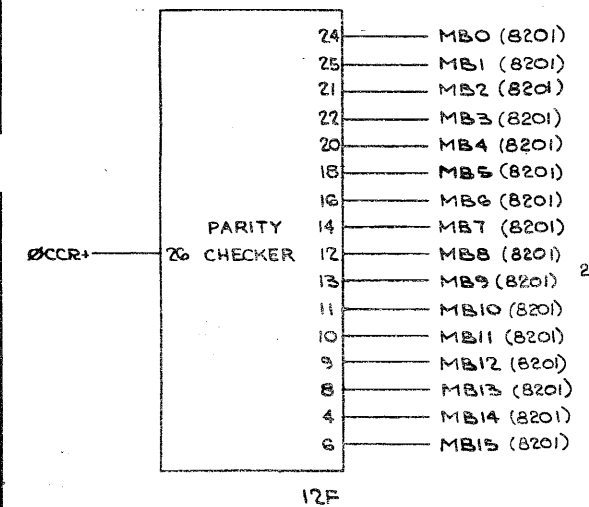 24 MB0 (8201)
25 MB1 (8201)
21 MB2 (8201)
22 MB3 (8201)
20 MB4 (8201)
18 MB5 (8201)
16 MB6 (8201)
PARITY 14 MB7 (8201)
ØCCR+ 26 CHECKER 12 MB8 (8201)
13 MB9 (8201) 2
11 MB10 (8201)
10 MB11 (8201)
9 MB12 (8201)
8 MB13 (8201)
4 MB14 (8201)
6 MB15 (8201)
12F